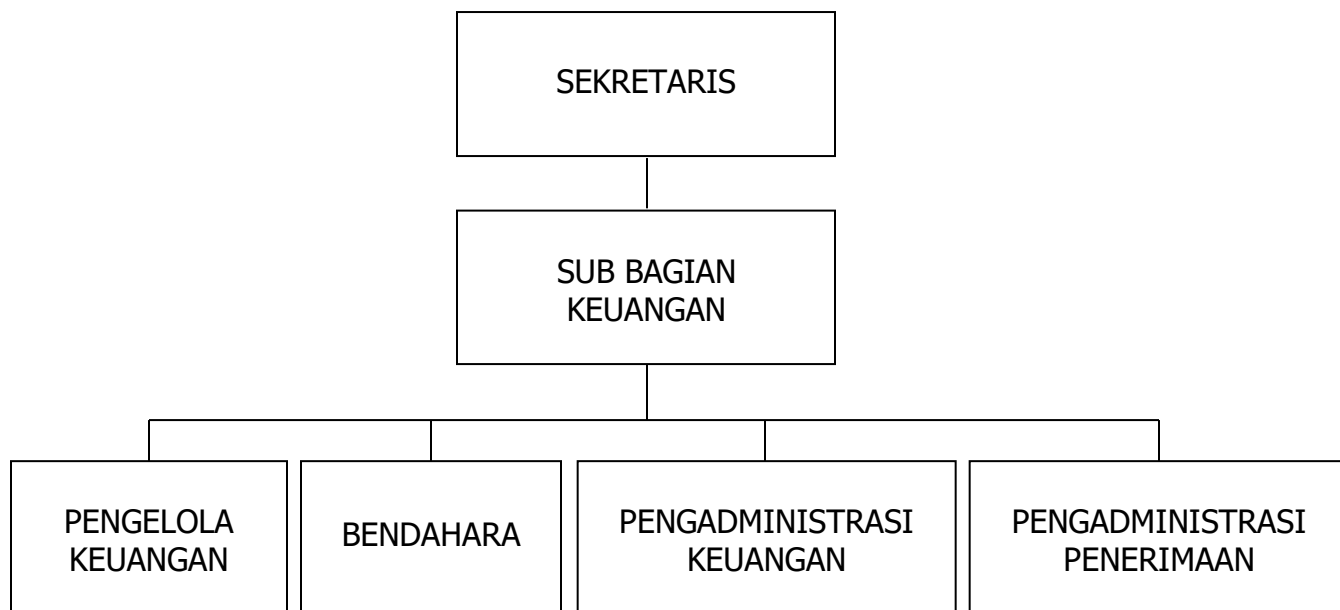 SEKRETARIS
SUB BAGIAN
KEUANGAN
PENGELOLA
KEUANGAN
BENDAHARA
PENGADMINISTRASI
KEUANGAN
PENGADMINISTRASI
PENERIMAAN